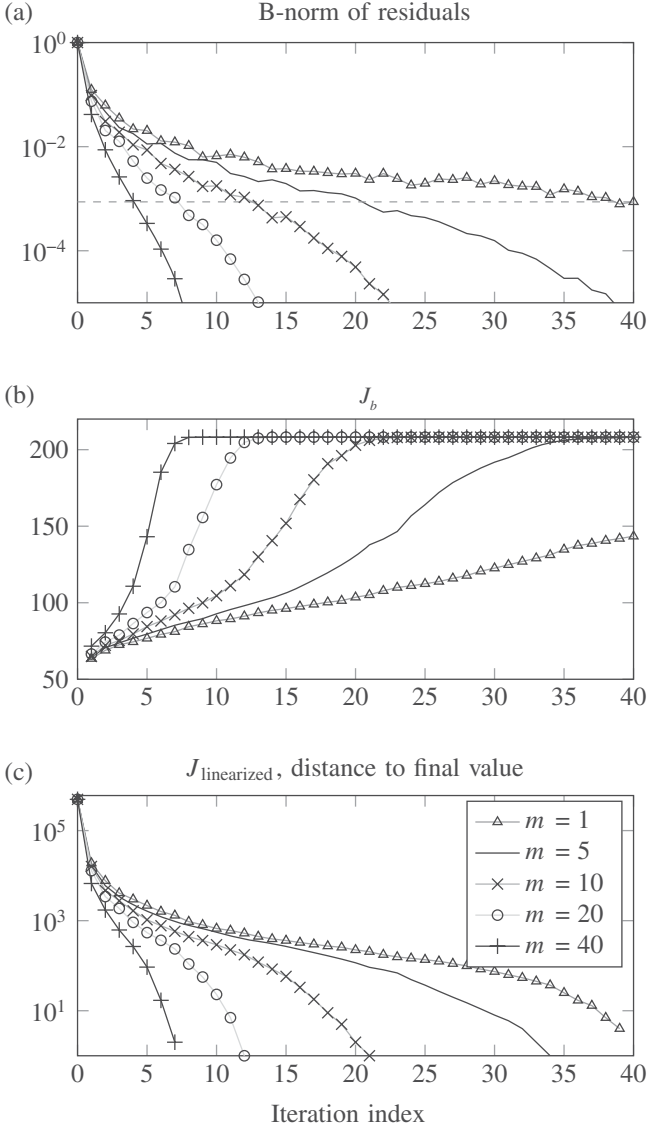 (a) B-norm of residuals
10^0
10^−2
10^−4
0 5 10 15 20 25 30 35 40
(b) J_b
200
150
100
50
0 5 10 15 20 25 30 35 40
(c) J_linearized, distance to final value
10^5
10^3
10^1
m = 1
m = 5
m = 10
m = 20
m = 40
0 5 10 15 20 25 30 35 40
Iteration index